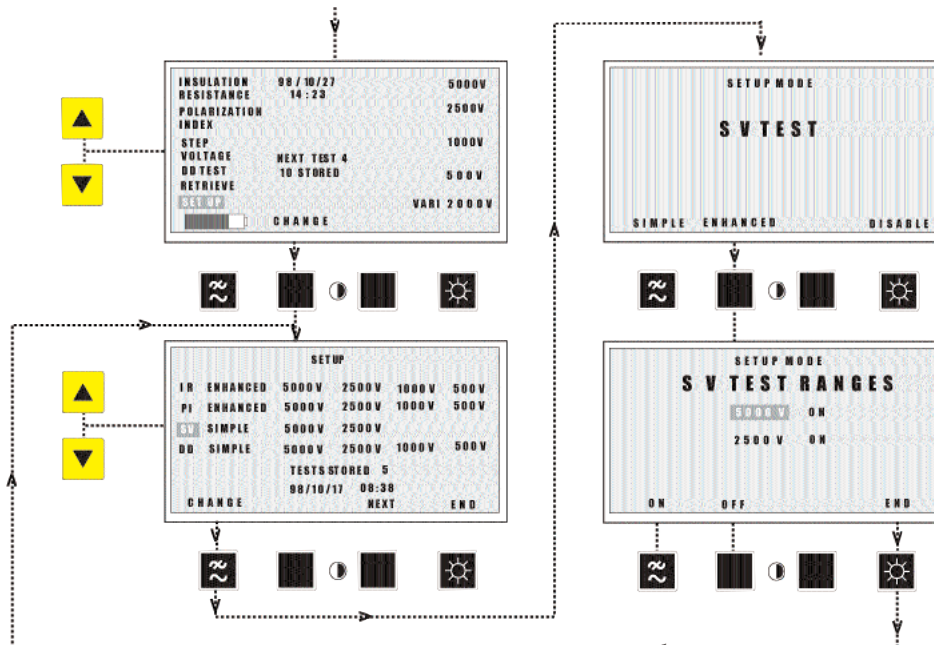 INSULATION 98/10/27 5000V
RESISTANCE 14:23
POLARIZATION 2500V
INDEX
STEP 1000V
VOLTAGE NEXT TEST 4
DD TEST 10 STORED 500V
RETRIEVE
SET UP VARI 2000V
CHANGE
SETUP
IR ENHANCED 5000V 2500V 1000V 500V
PI ENHANCED 5000V 2500V 1000V 500V
SV SIMPLE 5000V 2500V
DD SIMPLE 5000V 2500V 1000V 500V
TESTS STORED 5
98/10/17 08:38
CHANGE NEXT END
SETUP MODE
SV TEST
SIMPLE ENHANCED DISABLE
SETUP MODE
SV TEST RANGES
5000V ON
2500V ON
ON OFF END